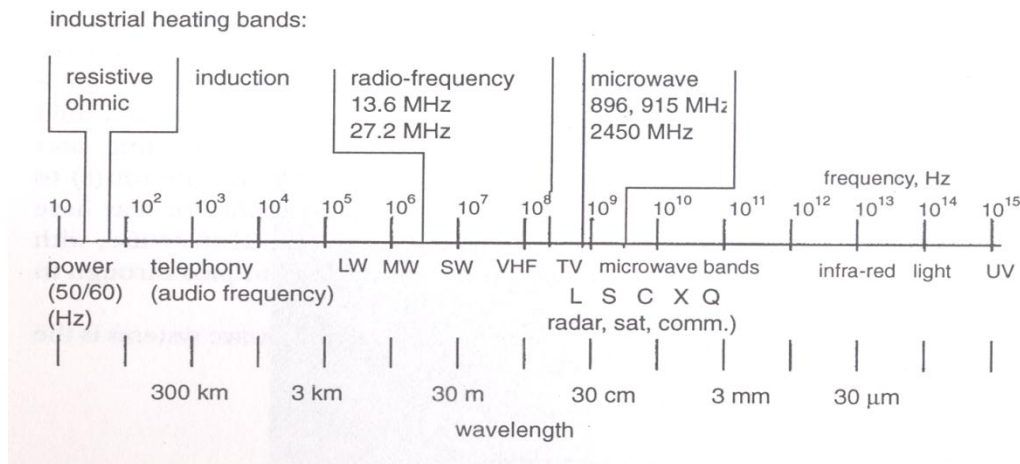 industrial heating bands:
resistive
ohmic
induction
radio-frequency
13.6 MHz
27.2 MHz
microwave
896, 915 MHz
2450 MHz
frequency, Hz
10 10² 10³ 10⁴ 10⁵ 10⁶ 10⁷ 10⁸ 10⁹ 10¹⁰ 10¹¹ 10¹² 10¹³ 10¹⁴ 10¹⁵
power telephony LW MW SW VHF TV microwave bands infra-red light UV
(50/60) (audio frequency) L S C X Q
(Hz) radar, sat, comm.)
300 km 3 km 30 m 30 cm 3 mm 30 µm
wavelength